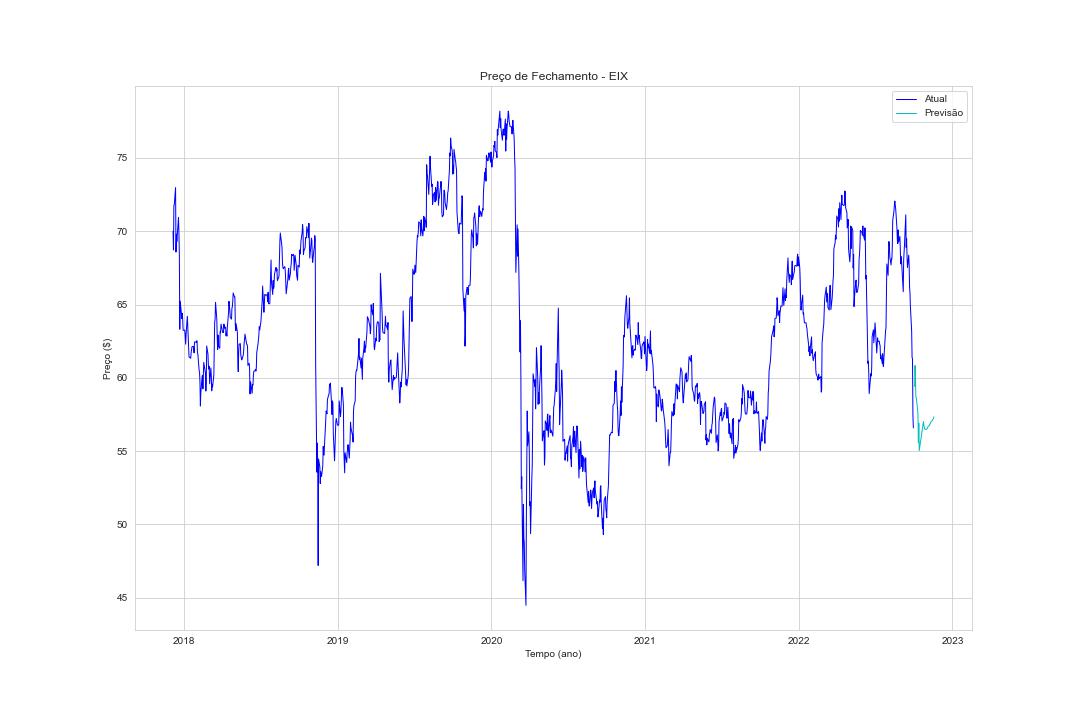 Preço de Fechamento - EIX
Atual
Previsão
Preço ($)
75
70
65
60
55
50
45
2018
2019
2020
2021
2022
2023
Tempo (ano)